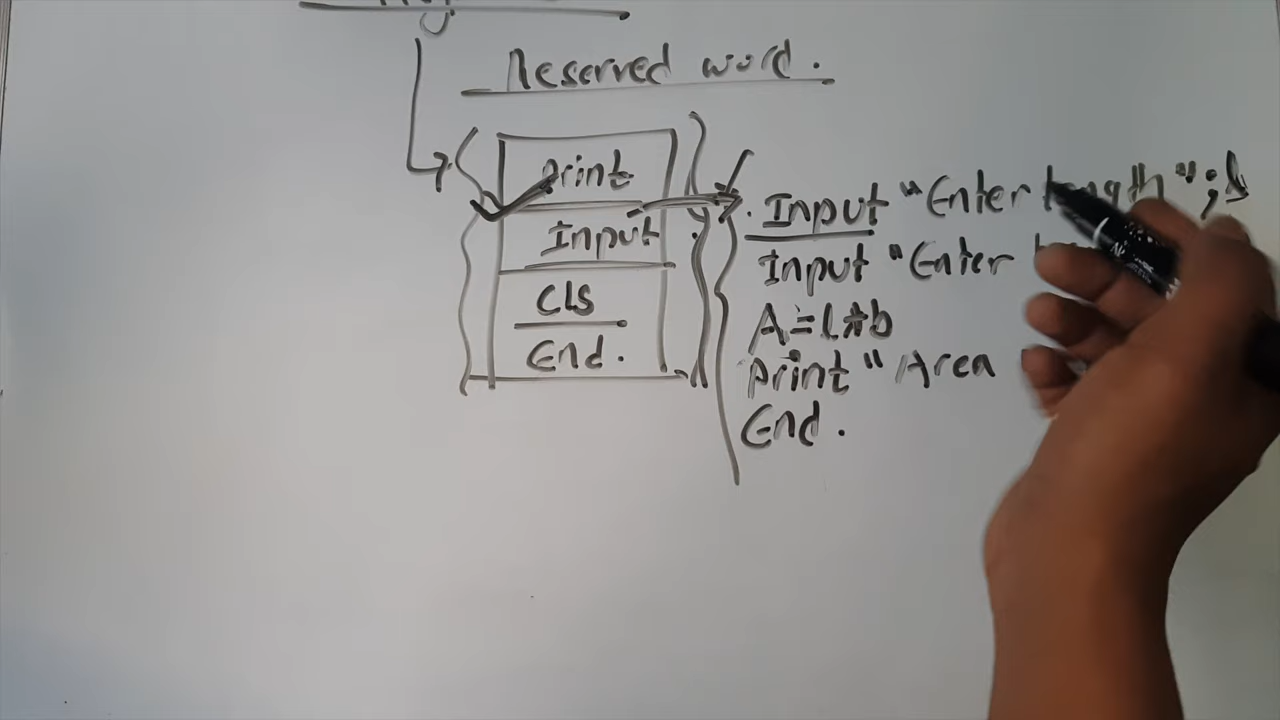 Reserved word.
Print
Input
Cls
End.
Input "Enter length" ; l
Input "Enter
A = l * b
Print " Area
End.